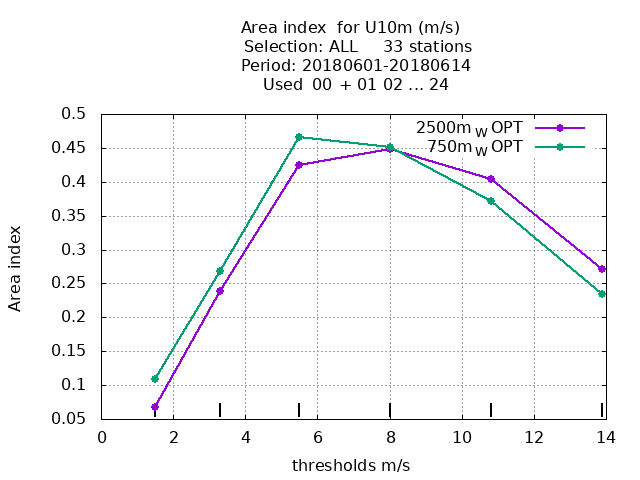 Area index  for U10m (m/s)
Selection: ALL     33 stations
Period: 20180601-20180614
Used  00 + 01 02 ... 24
2500m W OPT
750m W OPT
0.5
0.45
0.4
0.35
0.3
0.25
0.2
0.15
0.1
0.05
Area index
0 2 4 6 8 10 12 14
thresholds m/s